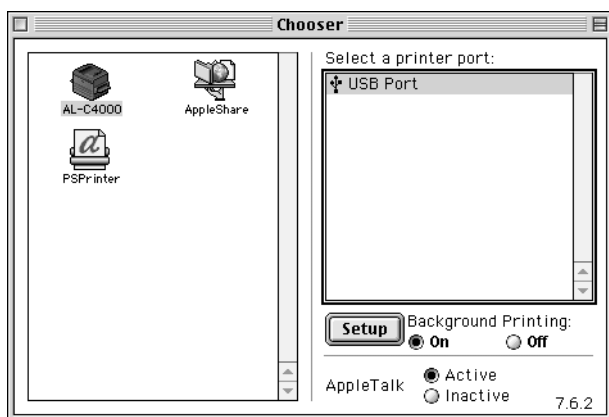 Chooser
AL-C4000
AppleShare
PSPrinter
Select a printer port:
USB Port
Setup
Background Printing:
On Off
AppleTalk
Active
Inactive
7.6.2